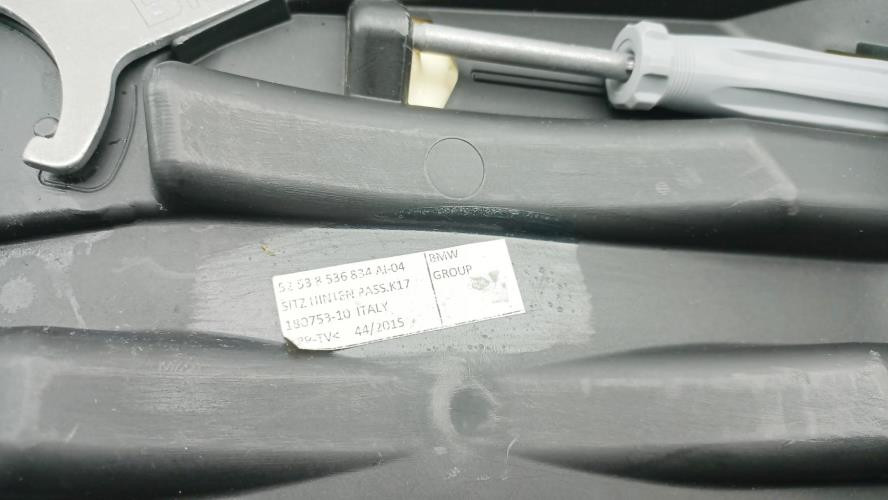 52 53 8 536 834 AI-04
SITZ HINTEN PASS.K17
180753-10 ITALY
44/2015
BMW
GROUP